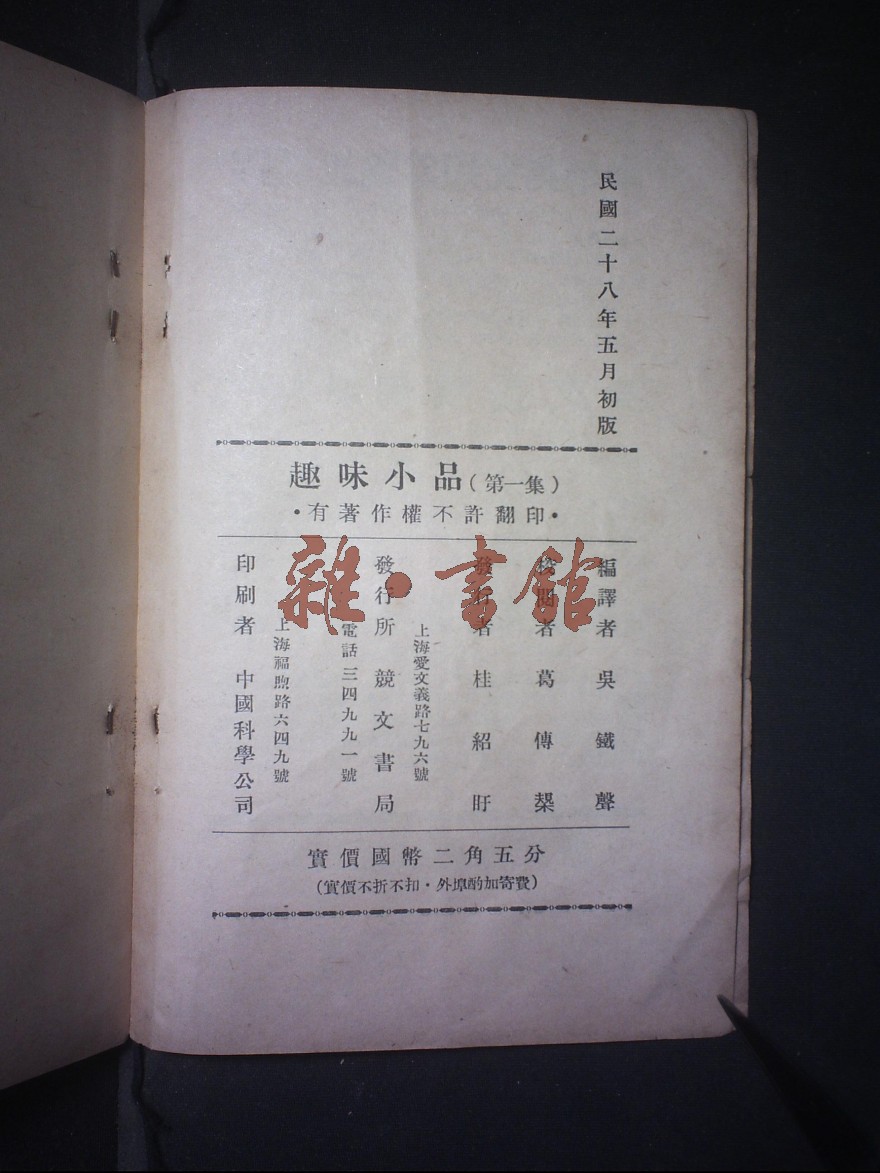 民國二十八年五月初版
趣味小品(第一集)
·有著作權不許翻印·
編譯者 吳鐵聲
校閱者 葛傳槼
發行者 桂紹盱
上海愛文義路七九六號
發行所 競文書局
電話三四九九一號
上海福煦路六四九號
印刷者 中國科學公司
實價國幣二角五分
(實價不折不扣·外埠酌加寄費)
雜·書館